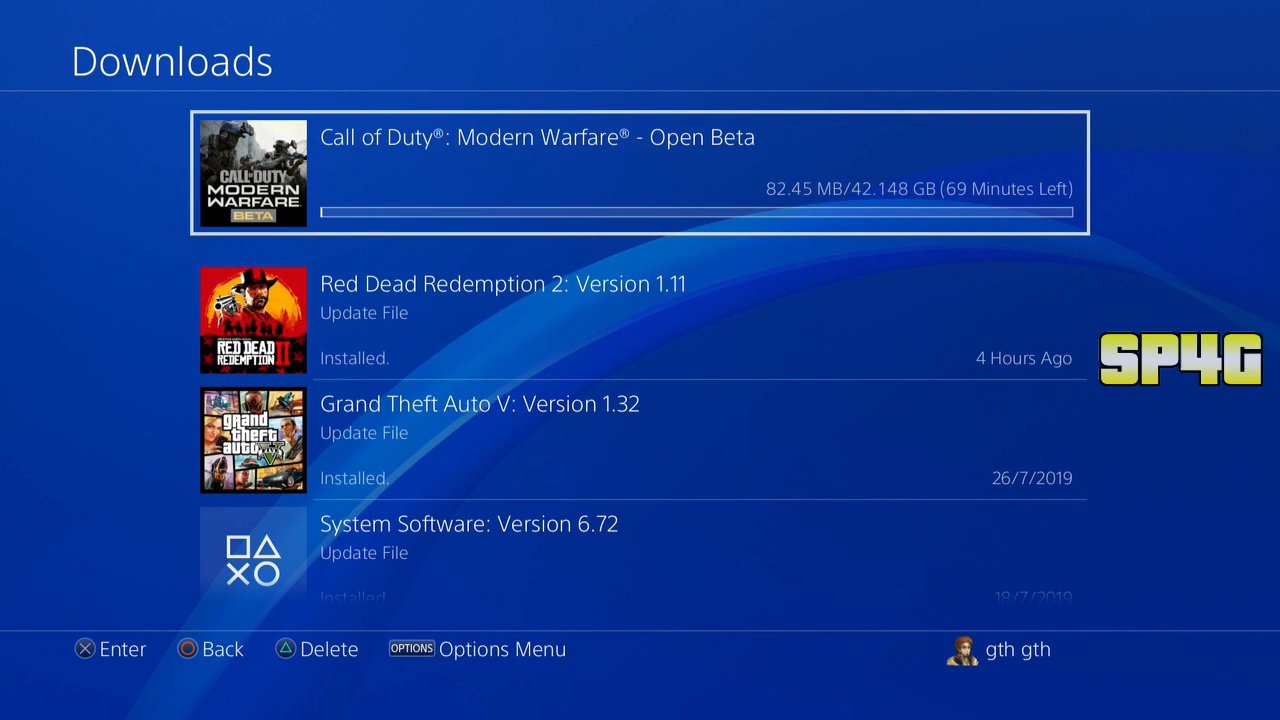 Downloads
Call of Duty®: Modern Warfare® - Open Beta
82.45 MB/42.148 GB (69 Minutes Left)
CALL OF DUTY
MODERN
WARFARE
BETA
Red Dead Redemption 2: Version 1.11
Update File
Installed.
4 Hours Ago
RED DEAD
REDEMPTION II
SP4G
Grand Theft Auto V: Version 1.32
Update File
Installed.
26/7/2019
grand
theft
auto V
System Software: Version 6.72
Update File
Installed.
18/7/2019
Enter
Back
Delete
OPTIONS
Options Menu
gth gth